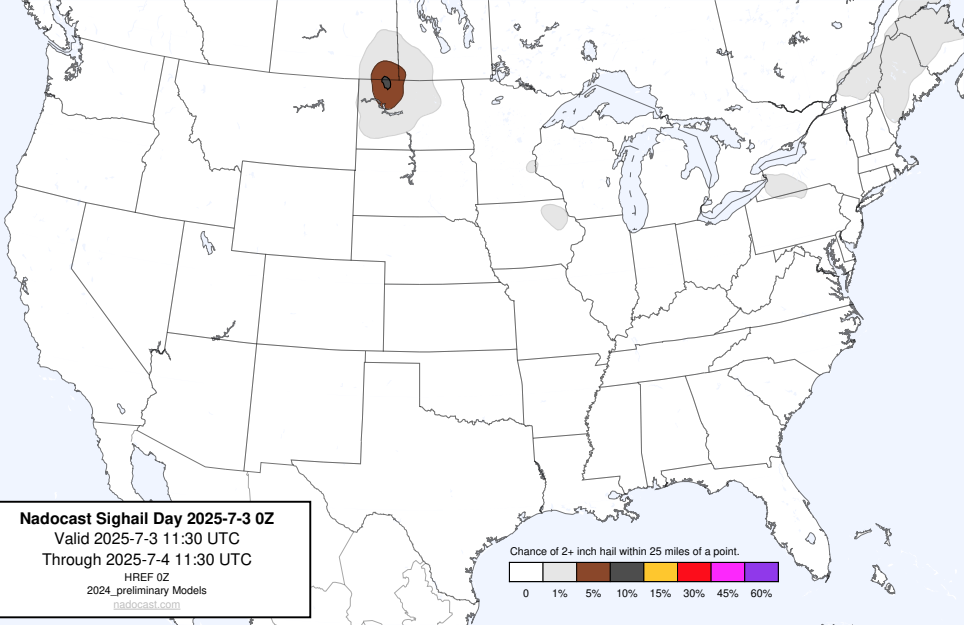 Nadocast Sighail Day 2025-7-3 0Z
Valid 2025-7-3 11:30 UTC
Through 2025-7-4 11:30 UTC
HREF 0Z
2024_preliminary Models
nadocast.com
Chance of 2+ inch hail within 25 miles of a point.
0 1% 5% 10% 15% 30% 45% 60%